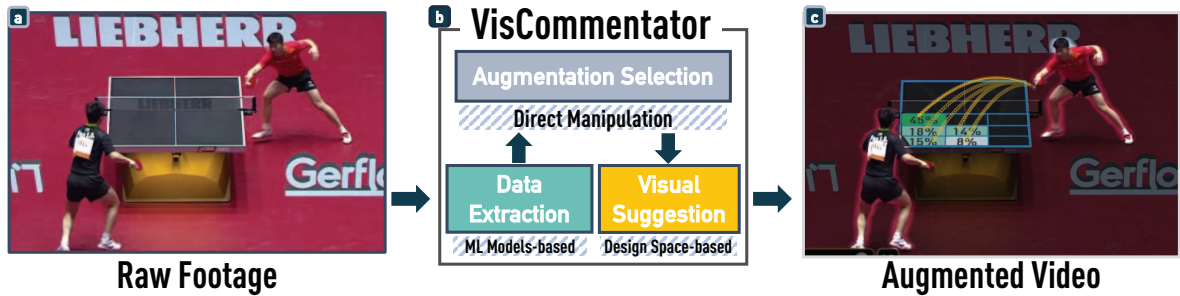 a
LIEBHERR
LIEBHERR
Gerflo
Raw Footage
b
VisCommentator
Augmentation Selection
Direct Manipulation
Data
Extraction
Visual
Suggestion
ML Models-based
Design Space-based
c
LIEBHERR
45%
18% 14%
15% 8%
Gerflo
Augmented Video